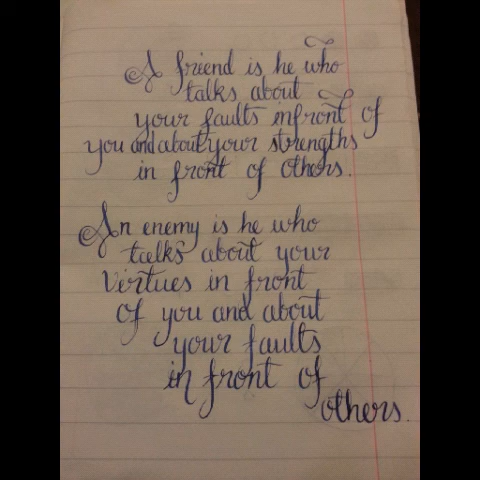 A friend is he who
talks about
your faults infront of
you and about your strengths
in front of others.
An enemy is he who
talks about your
virtues in front
of you and about
your faults
in front of
others.